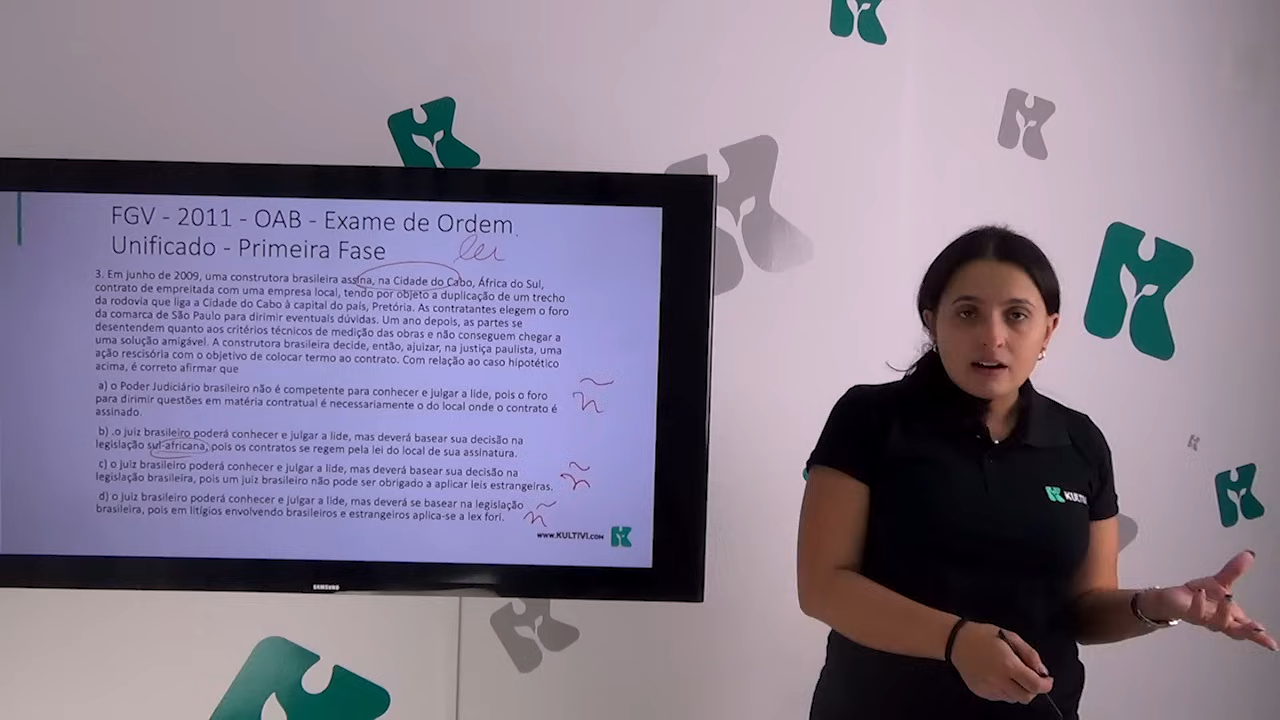 FGV - 2011 - OAB - Exame de Ordem
Unificado - Primeira Fase
ler
3. Em junho de 2009, uma construtora brasileira assina, na Cidade do Cabo, África do Sul,
contrato de empreitada com uma empresa local, tendo por objeto a duplicação de um trecho
da rodovia que liga a Cidade do Cabo à capital do país, Pretória. As contratantes elegem o foro
da comarca de São Paulo para dirimir eventuais dúvidas. Um ano depois, as partes se
desentendem quanto aos critérios técnicos de medição das obras e não conseguem chegar a
uma solução amigável. A construtora brasileira decide, então, ajuizar, na justiça paulista, uma
ação rescisória com o objetivo de colocar termo ao contrato. Com relação ao caso hipotético
acima, é correto afirmar que
a) o Poder Judiciário brasileiro não é competente para conhecer e julgar a lide, pois o foro
para dirimir questões em matéria contratual é necessariamente o do local onde o contrato é
assinado.
ñ
b) .o juiz brasileiro poderá conhecer e julgar a lide, mas deverá basear sua decisão na
legislação sul-africana, pois os contratos se regem pela lei do local de sua assinatura.
c) o juiz brasileiro poderá conhecer e julgar a lide, mas deverá basear sua decisão na
legislação brasileira, pois um juiz brasileiro não pode ser obrigado a aplicar leis estrangeiras.
ñ
d) o juiz brasileiro poderá conhecer e julgar a lide, mas deverá se basear na legislação
brasileira, pois em litígios envolvendo brasileiros e estrangeiros aplica-se a lex fori.
ñ
www.KULTIVI.com
SAMSUNG